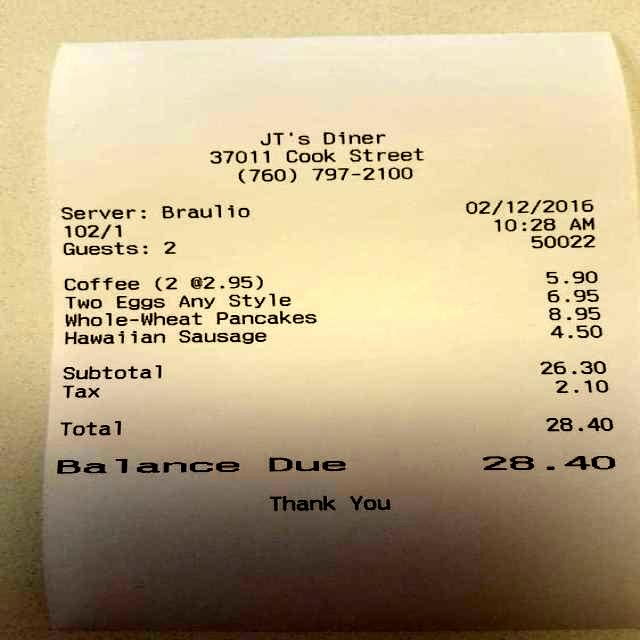 JT's Diner
37011 Cook Street
(760) 797-2100
Server: Braulio 02/12/2016
102/1 10:28 AM
Guests: 2 50022
Coffee (2 @2.95) 5.90
Two Eggs Any Style 6.95
Whole-Wheat Pancakes 8.95
Hawaiian Sausage 4.50
Subtotal 26.30
Tax 2.10
Total 28.40
Balance Due 28.40
Thank You